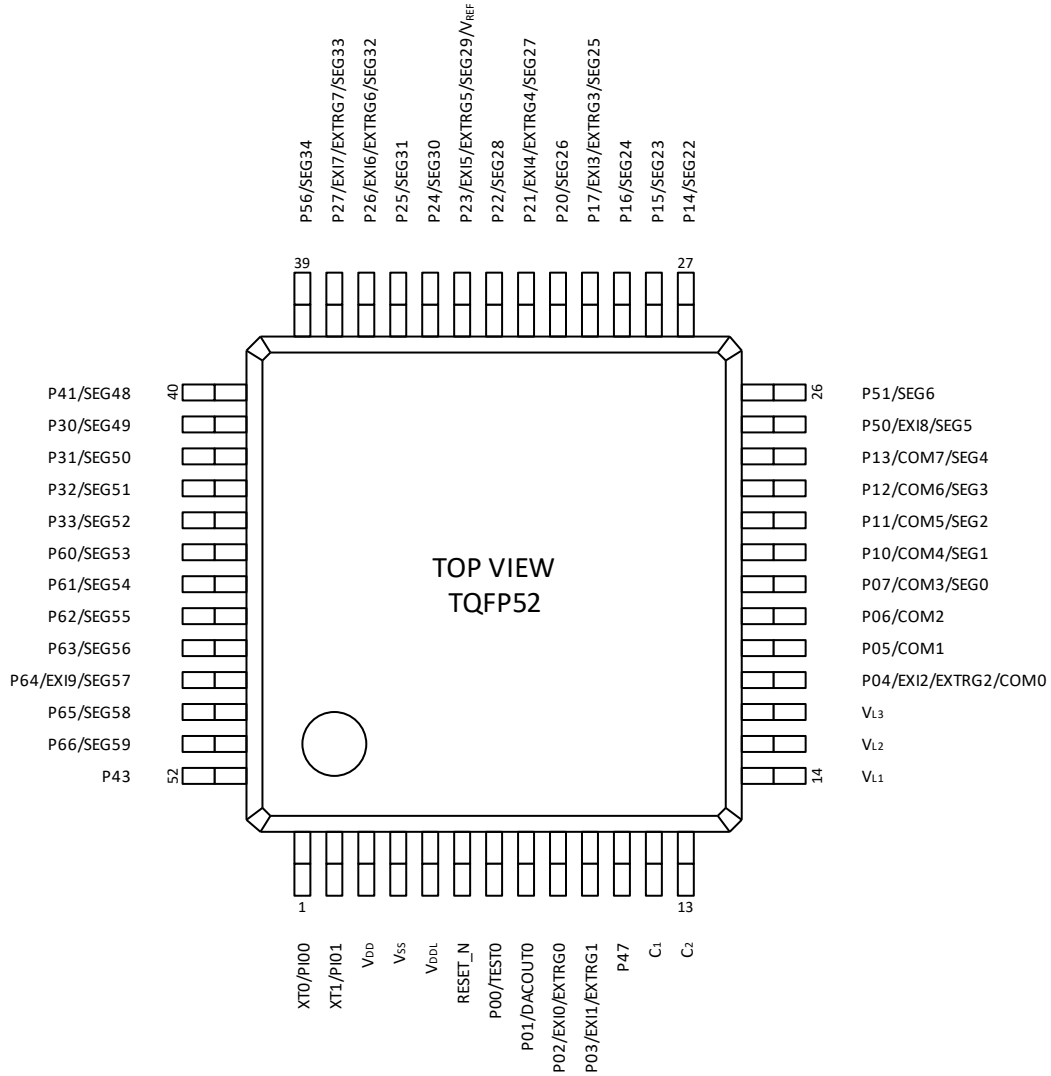 P56/SEG34
P27/EXI7/EXTRG7/SEG33
P26/EXI6/EXTRG6/SEG32
P25/SEG31
P24/SEG30
P23/EXI5/EXTRG5/SEG29/VREF
P22/SEG28
P21/EXI4/EXTRG4/SEG27
P20/SEG26
P17/EXI3/EXTRG3/SEG25
P16/SEG24
P15/SEG23
P14/SEG22
39
27
P41/SEG48
40
P30/SEG49
P31/SEG50
P32/SEG51
P33/SEG52
P60/SEG53
P61/SEG54
P62/SEG55
P63/SEG56
P64/EXI9/SEG57
P65/SEG58
P66/SEG59
P43
52
TOP VIEW
TQFP52
26
P51/SEG6
P50/EXI8/SEG5
P13/COM7/SEG4
P12/COM6/SEG3
P11/COM5/SEG2
P10/COM4/SEG1
P07/COM3/SEG0
P06/COM2
P05/COM1
P04/EXI2/EXTRG2/COM0
VL3
VL2
14
VL1
1
13
XT0/PI00
XT1/PI01
VDD
VSS
VDDL
RESET_N
P00/TEST0
P01/DACOUT0
P02/EXI0/EXTRG0
P03/EXI1/EXTRG1
P47
C1
C2